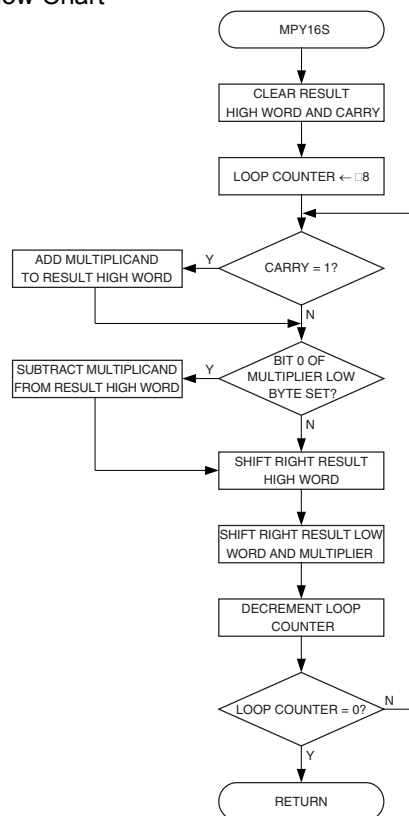 ow Chart
MPY16S
CLEAR RESULT
HIGH WORD AND CARRY
LOOP COUNTER ← □8
CARRY = 1?
Y
ADD MULTIPLICAND
TO RESULT HIGH WORD
N
BIT 0 OF
MULTIPLIER LOW
BYTE SET?
Y
SUBTRACT MULTIPLICAND
FROM RESULT HIGH WORD
N
SHIFT RIGHT RESULT
HIGH WORD
SHIFT RIGHT RESULT LOW
WORD AND MULTIPLIER
DECREMENT LOOP
COUNTER
LOOP COUNTER = 0?
N
Y
RETURN